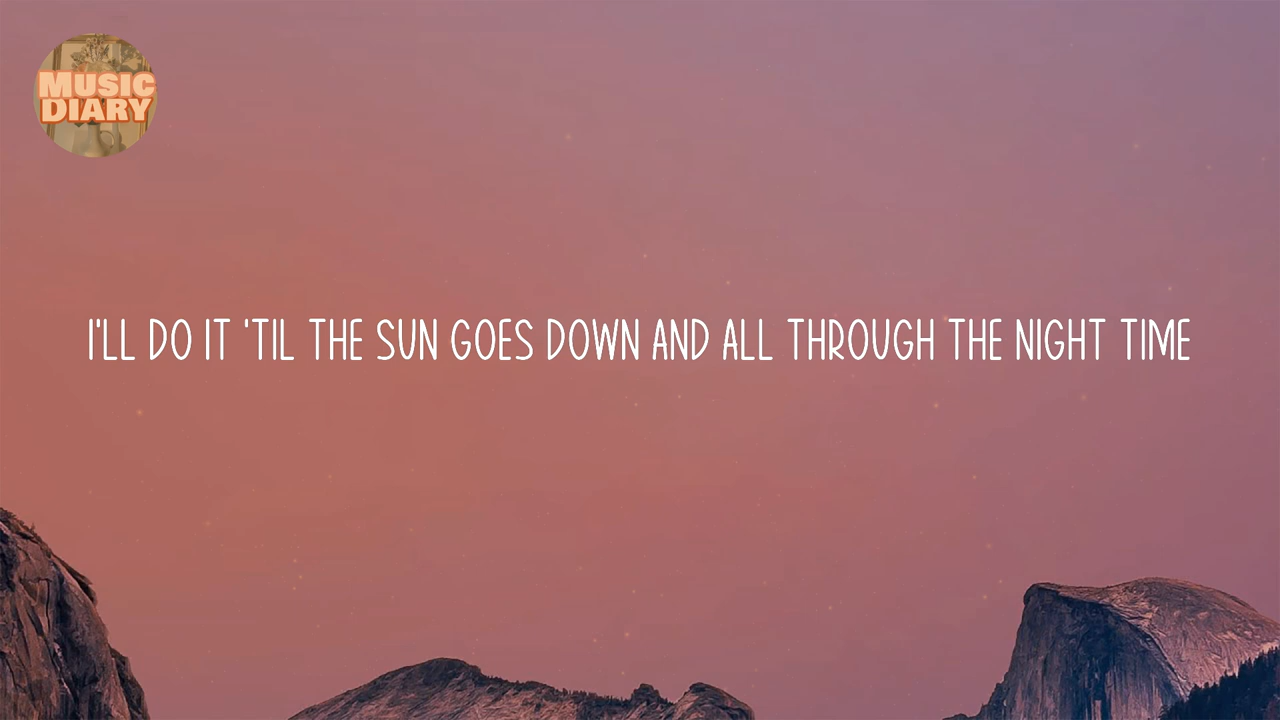 MUSIC
DIARY
I'LL DO IT 'TIL THE SUN GOES DOWN AND ALL THROUGH THE NIGHT TIME